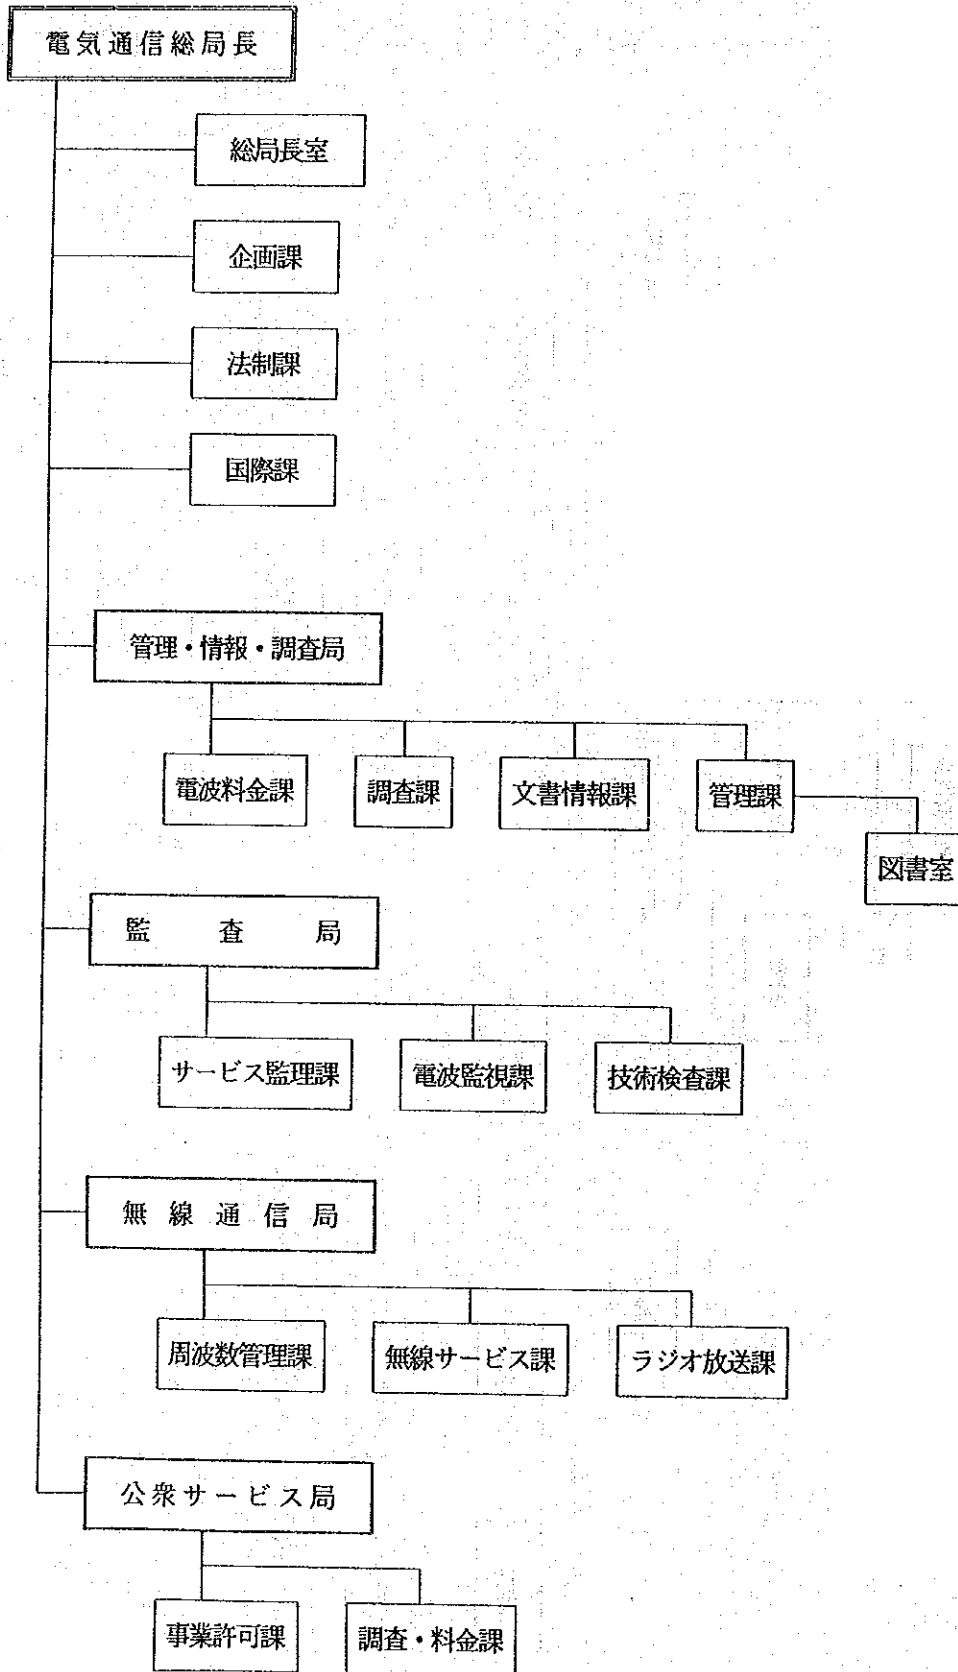 電気通信総局長
総局長室
企画課
法制課
国際課
管理・情報・調査局
電波料金課
調査課
文書情報課
管理課
図書室
監査局
サービス監理課
電波監視課
技術検査課
無線通信局
周波数管理課
無線サービス課
ラジオ放送課
公衆サービス局
事業許可課
調査・料金課